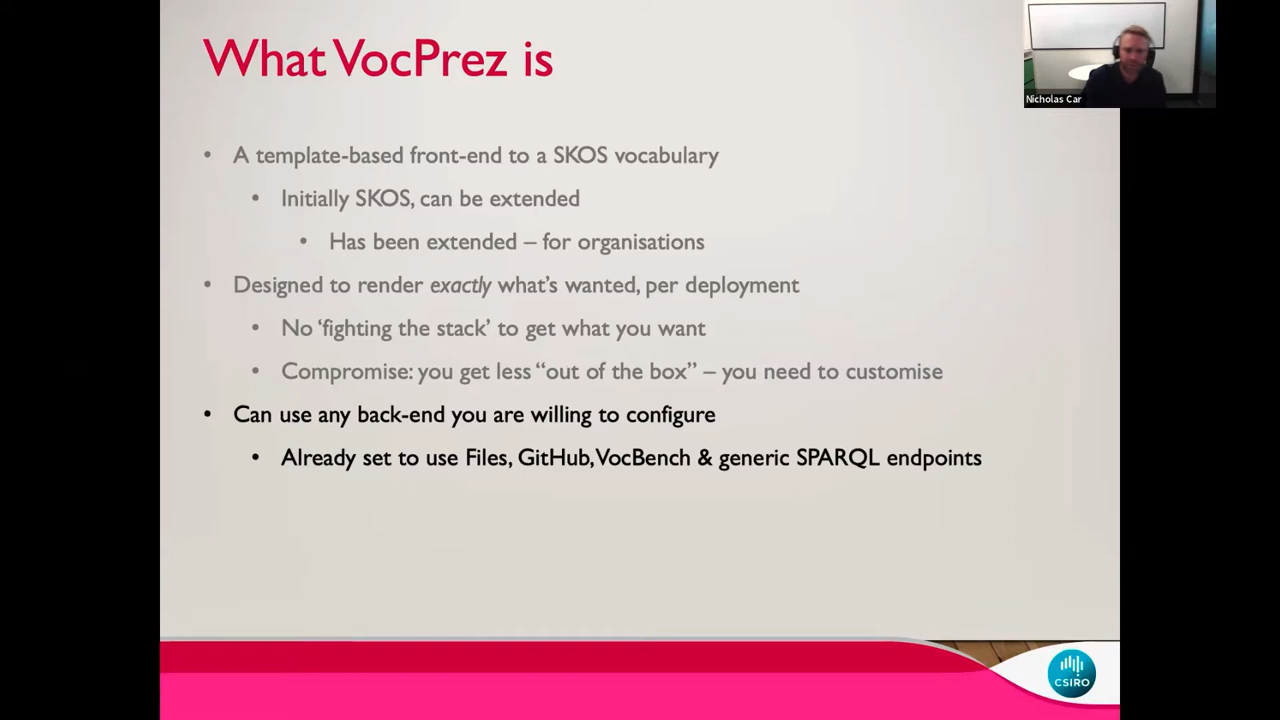 What VocPrez is
Nicholas Car
• A template-based front-end to a SKOS vocabulary
• Initially SKOS, can be extended
• Has been extended – for organisations
• Designed to render exactly what's wanted, per deployment
• No 'fighting the stack' to get what you want
• Compromise: you get less "out of the box" – you need to customise
• Can use any back-end you are willing to configure
• Already set to use Files, GitHub, VocBench & generic SPARQL endpoints
CSIRO